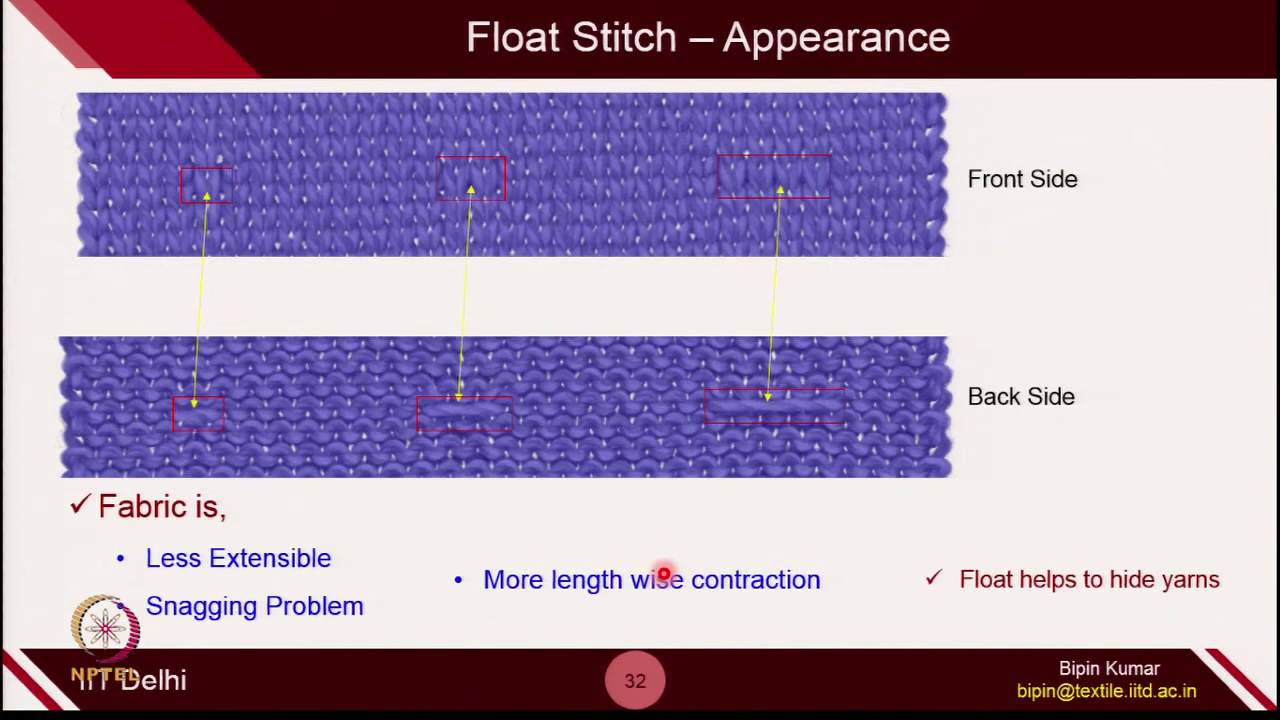 Float Stitch – Appearance
Front Side
Back Side
✓ Fabric is,
• Less Extensible
• Snagging Problem
• More length wise contraction
✓ Float helps to hide yarns
NPTEL
IIT Delhi
32
Bipin Kumar
bipin@textile.iitd.ac.in